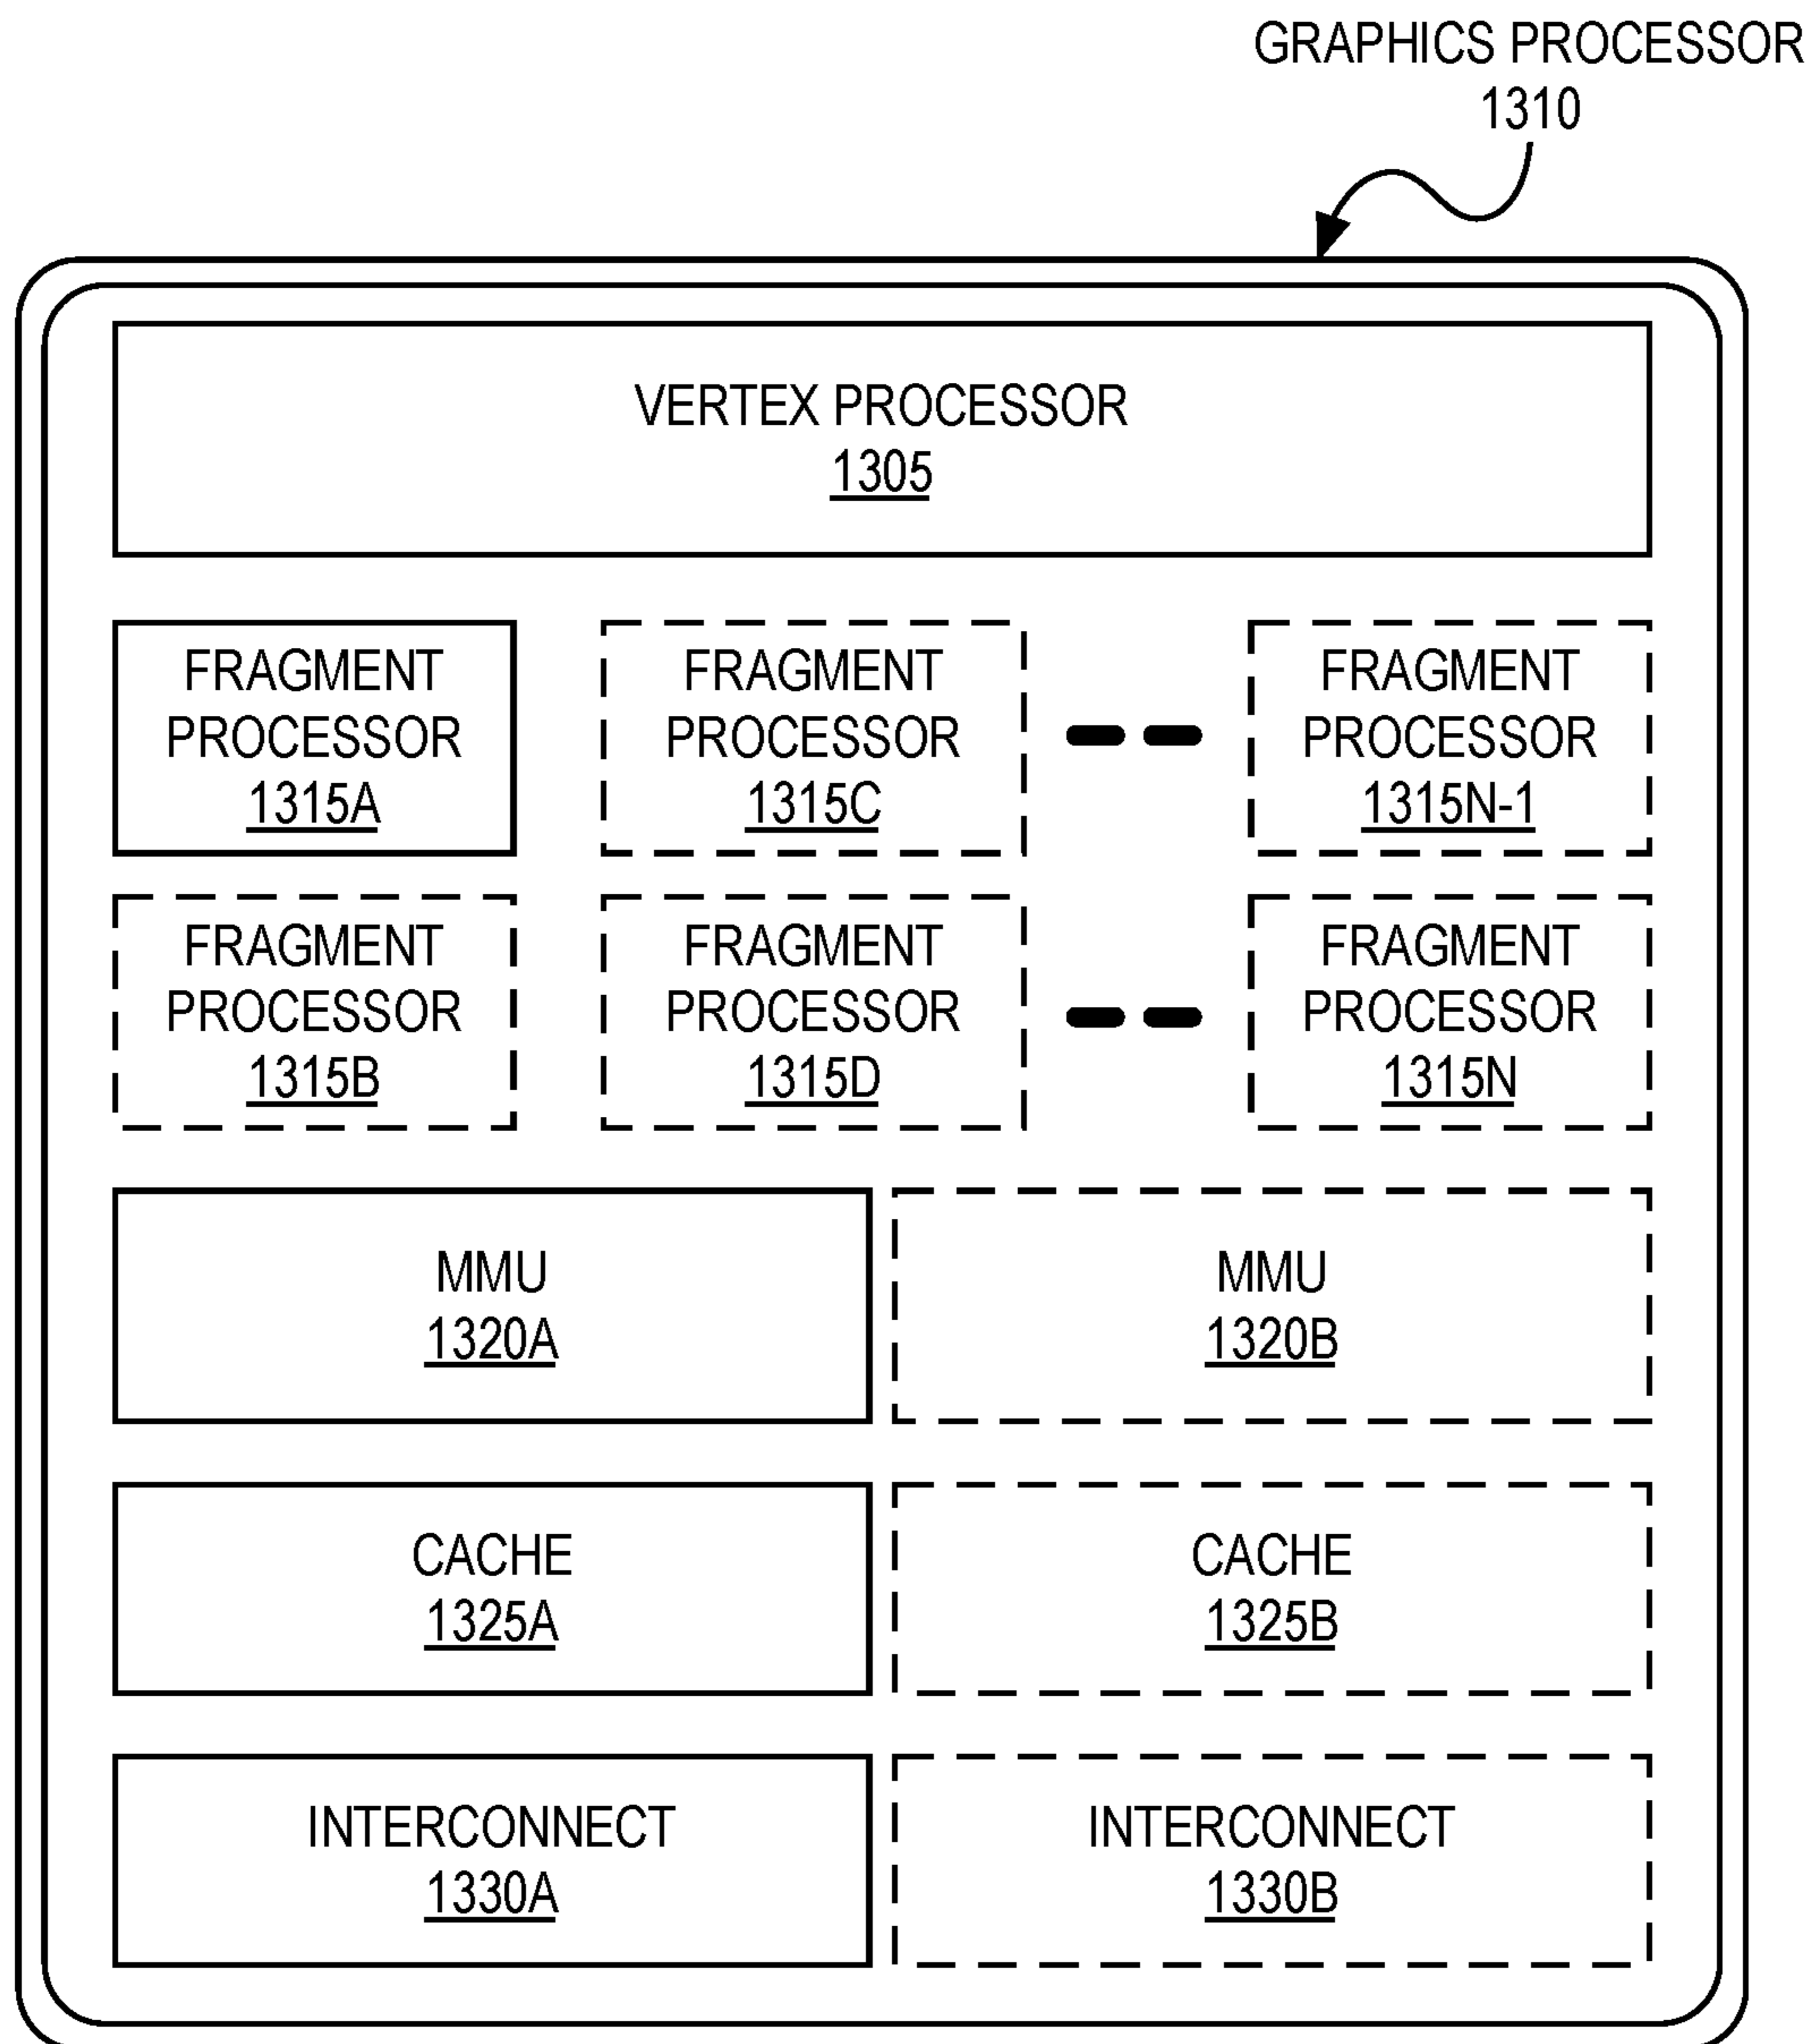 GRAPHICS PROCESSOR
1310
VERTEX PROCESSOR
1305
FRAGMENT
PROCESSOR
1315A
FRAGMENT
PROCESSOR
1315C
FRAGMENT
PROCESSOR
1315N-1
FRAGMENT
PROCESSOR
1315B
FRAGMENT
PROCESSOR
1315D
FRAGMENT
PROCESSOR
1315N
MMU
1320A
MMU
1320B
CACHE
1325A
CACHE
1325B
INTERCONNECT
1330A
INTERCONNECT
1330B